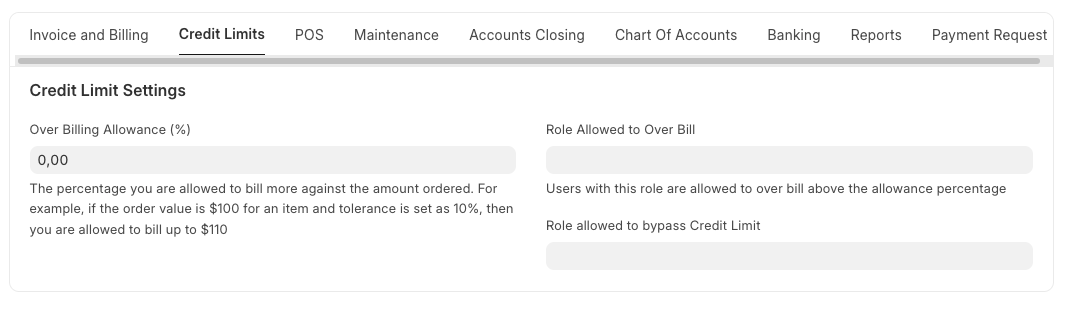 Invoice and Billing Credit Limits POS Maintenance Accounts Closing Chart Of Accounts Banking Reports Payment Request
Credit Limit Settings
Over Billing Allowance (%)
0,00
The percentage you are allowed to bill more against the amount ordered. For
example, if the order value is $100 for an item and tolerance is set as 10%, then
you are allowed to bill up to $110
Role Allowed to Over Bill
Users with this role are allowed to over bill above the allowance percentage
Role allowed to bypass Credit Limit